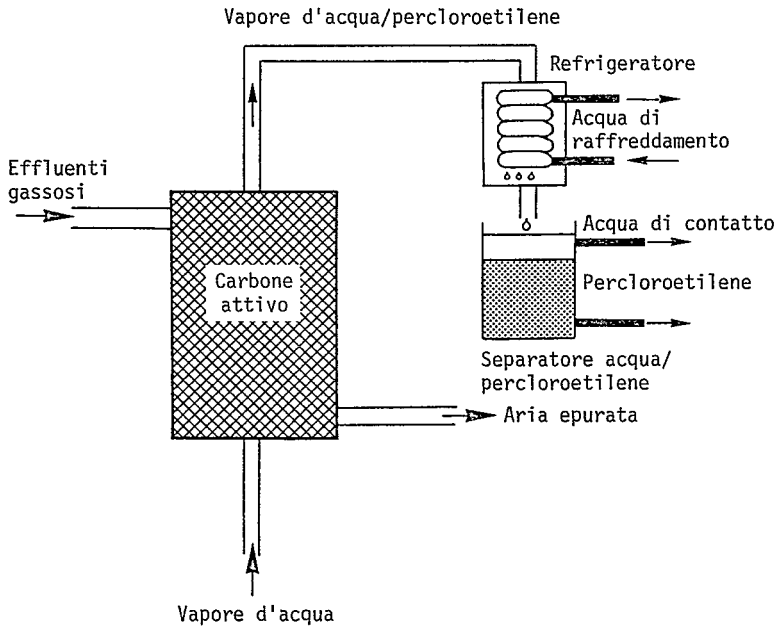 Vapore d'acqua/percloroetilene
Refrigeratore
Acqua di
raffreddamento
Effluenti
gassosi
Acqua di contatto
Carbone
attivo
Percloroetilene
Separatore acqua/
percloroetilene
Aria epurata
Vapore d'acqua